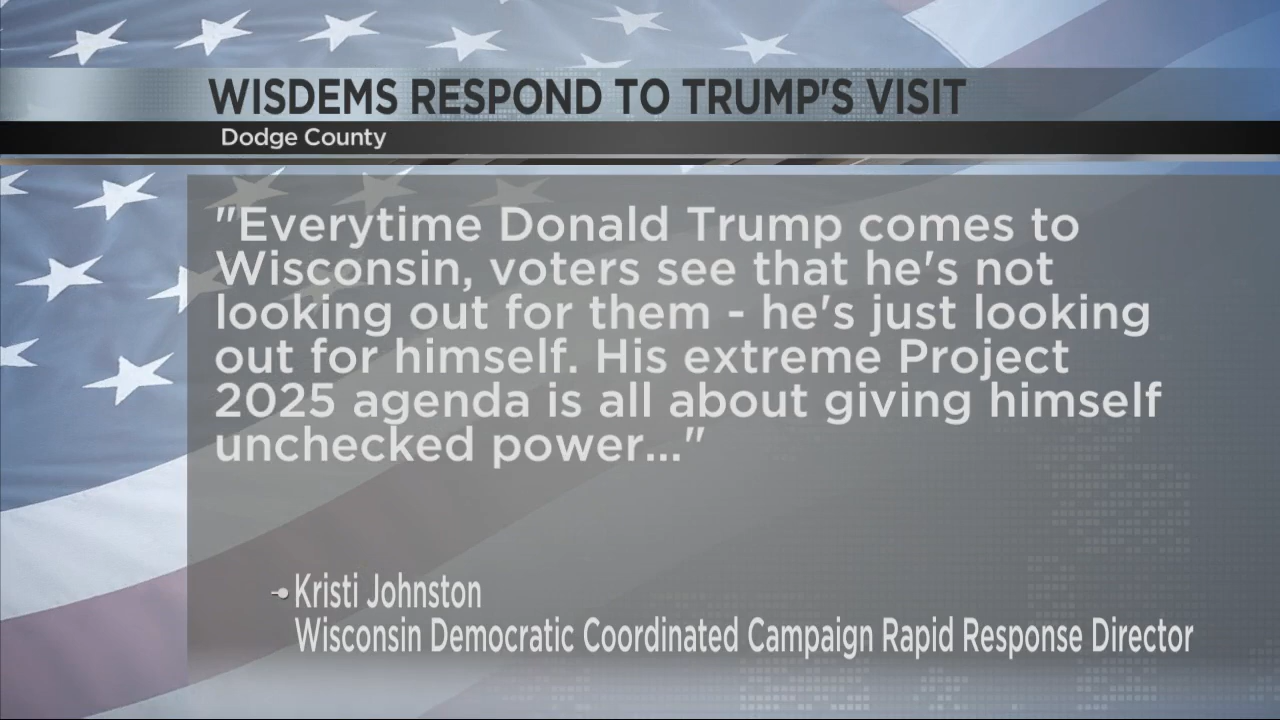 WISDEMS RESPOND TO TRUMP'S VISIT
Dodge County
"Everytime Donald Trump comes to
Wisconsin, voters see that he's not
looking out for them - he's just looking
out for himself. His extreme Project
2025 agenda is all about giving himself
unchecked power..."
- Kristi Johnston
Wisconsin Democratic Coordinated Campaign Rapid Response Director